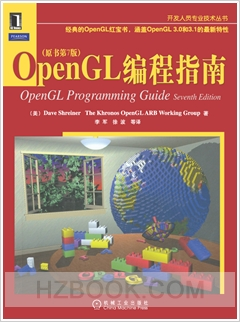 开发人员专业技术丛书
PEARSON
经典的OpenGL红宝书，涵盖OpenGL 3.0和3.1的最新特性
(原书第7版)
OpenGL编程指南
OpenGL Programming Guide Seventh Edition
(美) Dave Shreiner The Khronos OpenGL ARB Working Group 著
李军 徐波 等译
HZBOOK.COM
机械工业出版社
China Machine Press